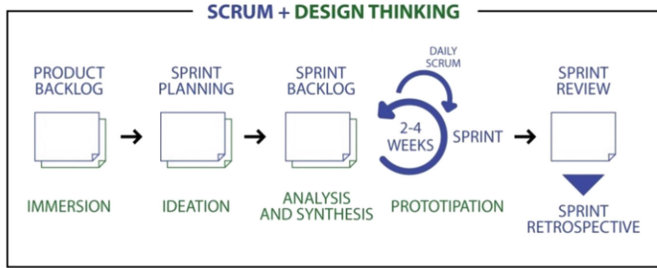 SCRUM + DESIGN THINKING
PRODUCT
BACKLOG
IMMERSION
SPRINT
PLANNING
IDEATION
SPRINT
BACKLOG
ANALYSIS
AND SYNTHESIS
DAILY
SCRUM
2-4
WEEKS
SPRINT
PROTOTIPATION
SPRINT
REVIEW
SPRINT
RETROSPECTIVE